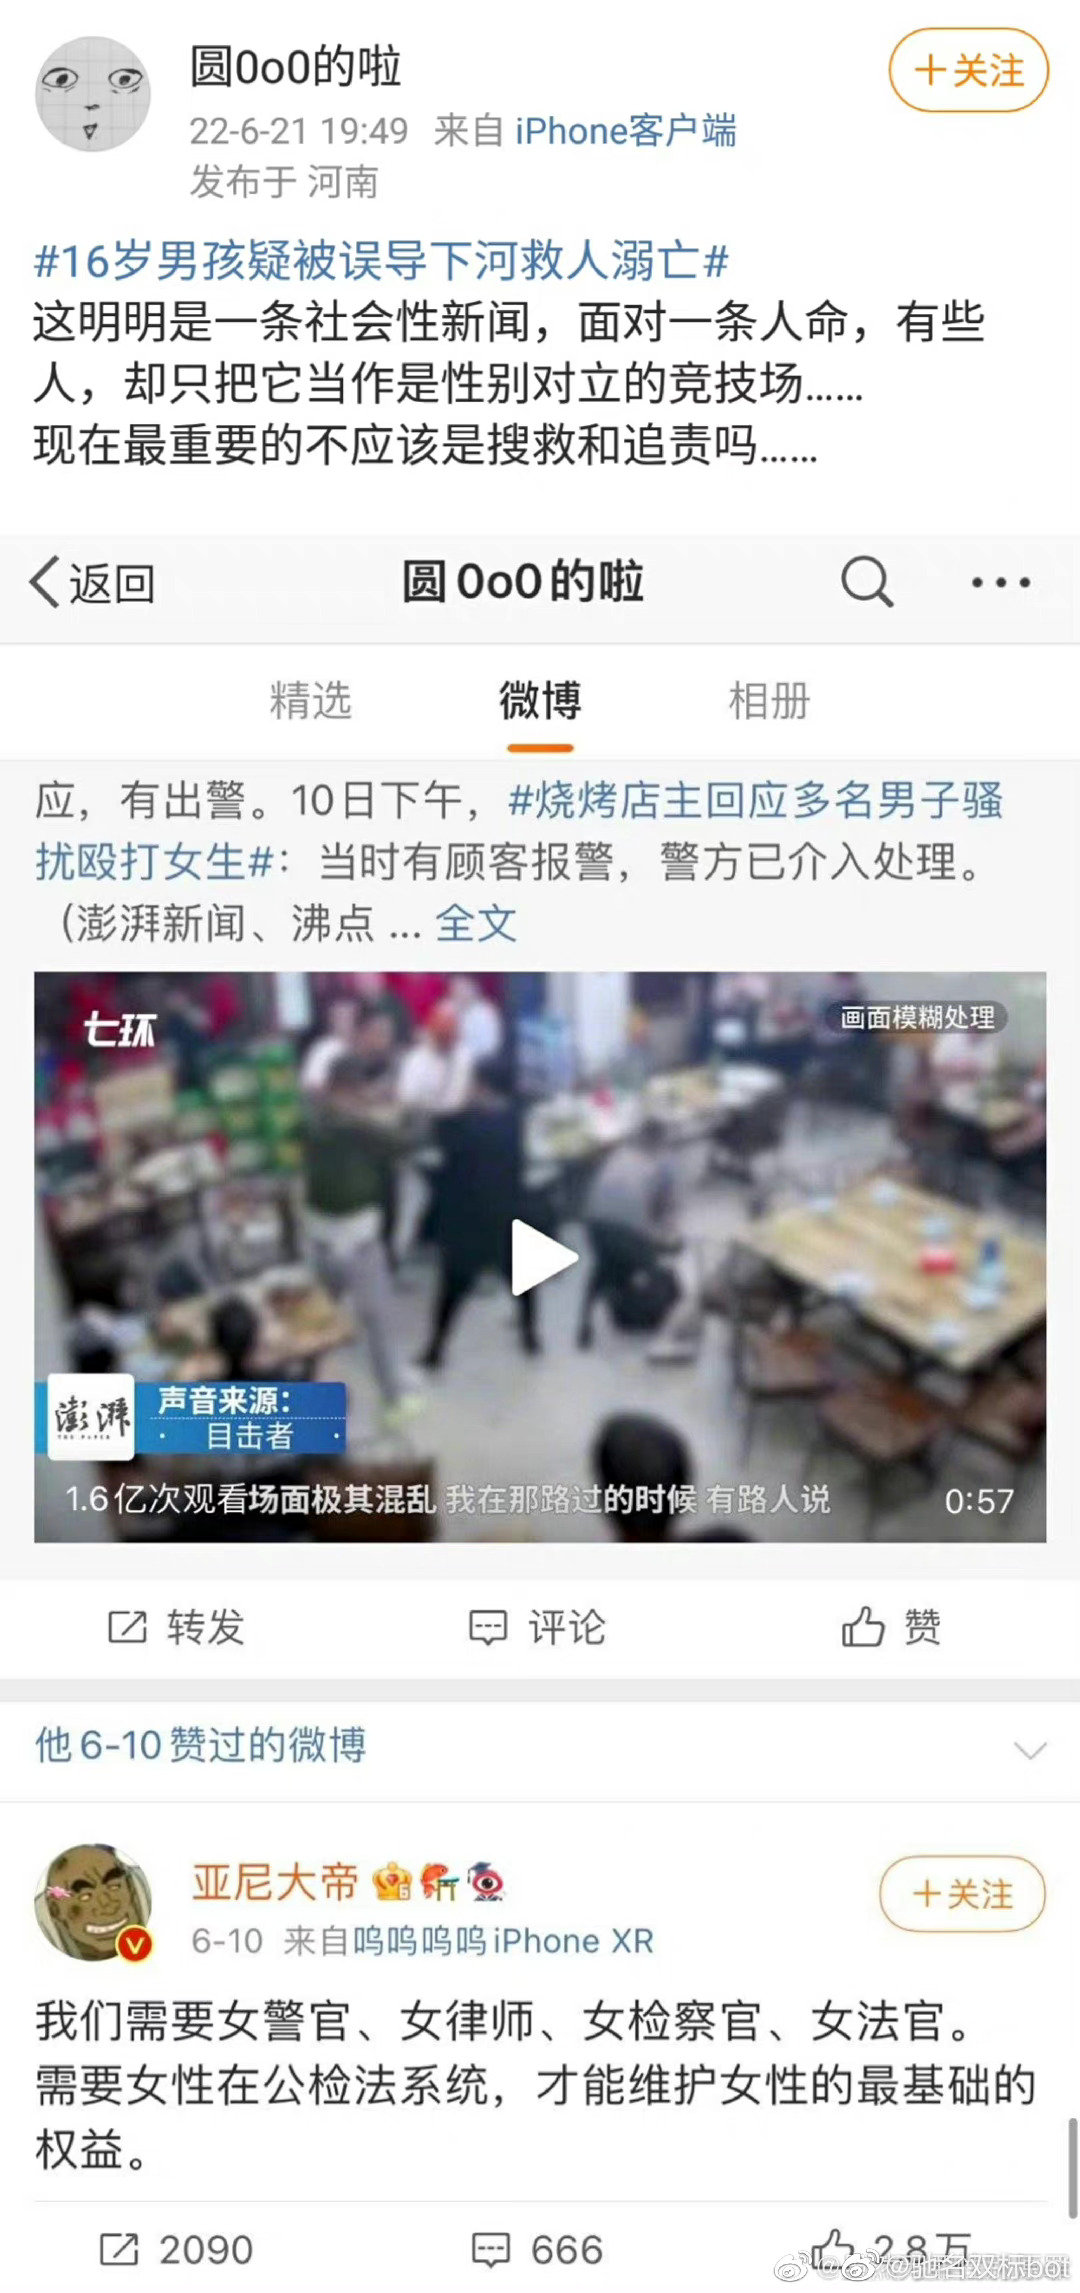 圆0o0的啦
＋关注
22-6-21 19:49 来自 iPhone客户端
发布于 河南
#16岁男孩疑被误导下河救人溺亡#
这明明是一条社会性新闻，面对一条人命，有些
人，却只把它当作是性别对立的竞技场……
现在最重要的不应该是搜救和追责吗……
返回
圆0o0的啦
精选
微博
相册
应，有出警。10日下午，#烧烤店主回应多名男子骚
扰殴打女生#：当时有顾客报警，警方已介入处理。
（澎湃新闻、沸点 ... 全文
七环
画面模糊处理
澎湃
THE PAPER
声音来源：
· 目击者 ·
1.6亿次观看
场面极其混乱 我在那路过的时候 有路人说
0:57
转发
评论
赞
他 6-10 赞过的微博
亚尼大帝
6
＋关注
6-10 来自呜呜呜呜iPhone XR
我们需要女警官、女律师、女检察官、女法官。
需要女性在公检法系统，才能维护女性的最基础的
权益。
2090
666
2.8万
@驰名双标bot